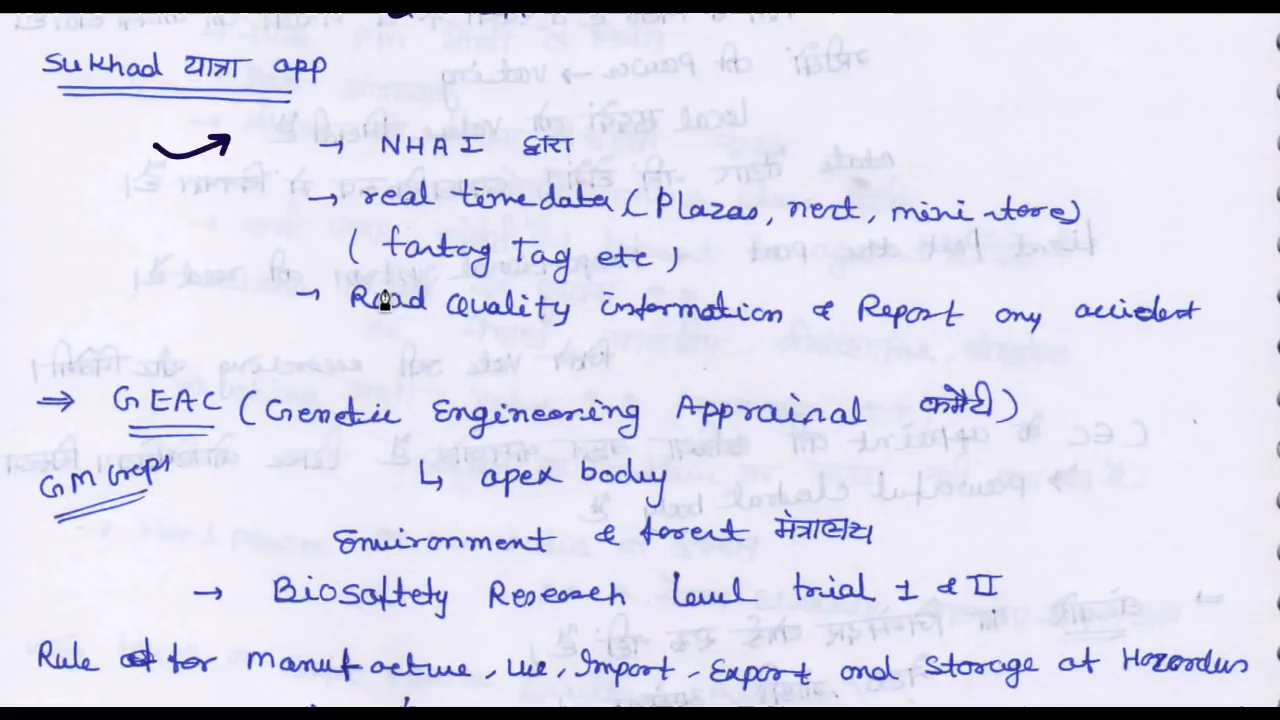 Sukhad यात्रा app
→ NHAI द्वारा
→ real time data (Plazas, nert, mini store)
( fastag Tag etc )
→ Road Quality information & Report any accident
⇒ GEAC (Genetic Engineering Appraisal कमेटी)
GM crops
↳ apex body
Environment & forest मंत्रालय
→ Biosaftety Research level trial I & II
Rule for Manufacture, use, Import, Export and Storage of Hazordus